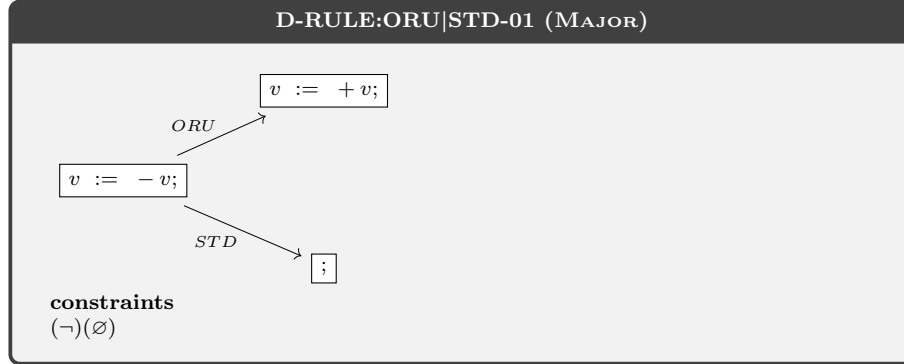 D-RULE:ORU|STD-01 (MAJOR)
v := + v;
ORU
v := − v;
STD
;
constraints
(¬)(∅)